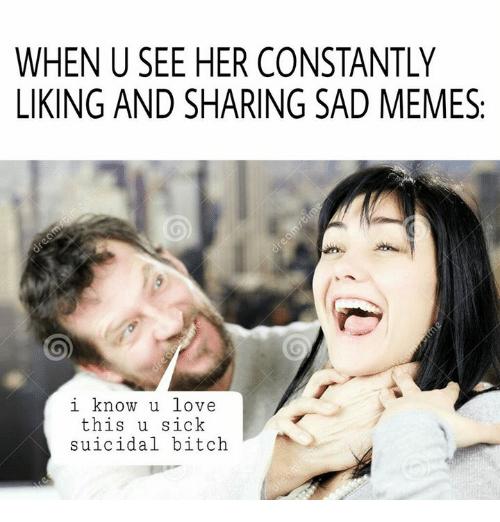 WHEN U SEE HER CONSTANTLY
LIKING AND SHARING SAD MEMES:
i know u love
this u sick
suicidal bitch